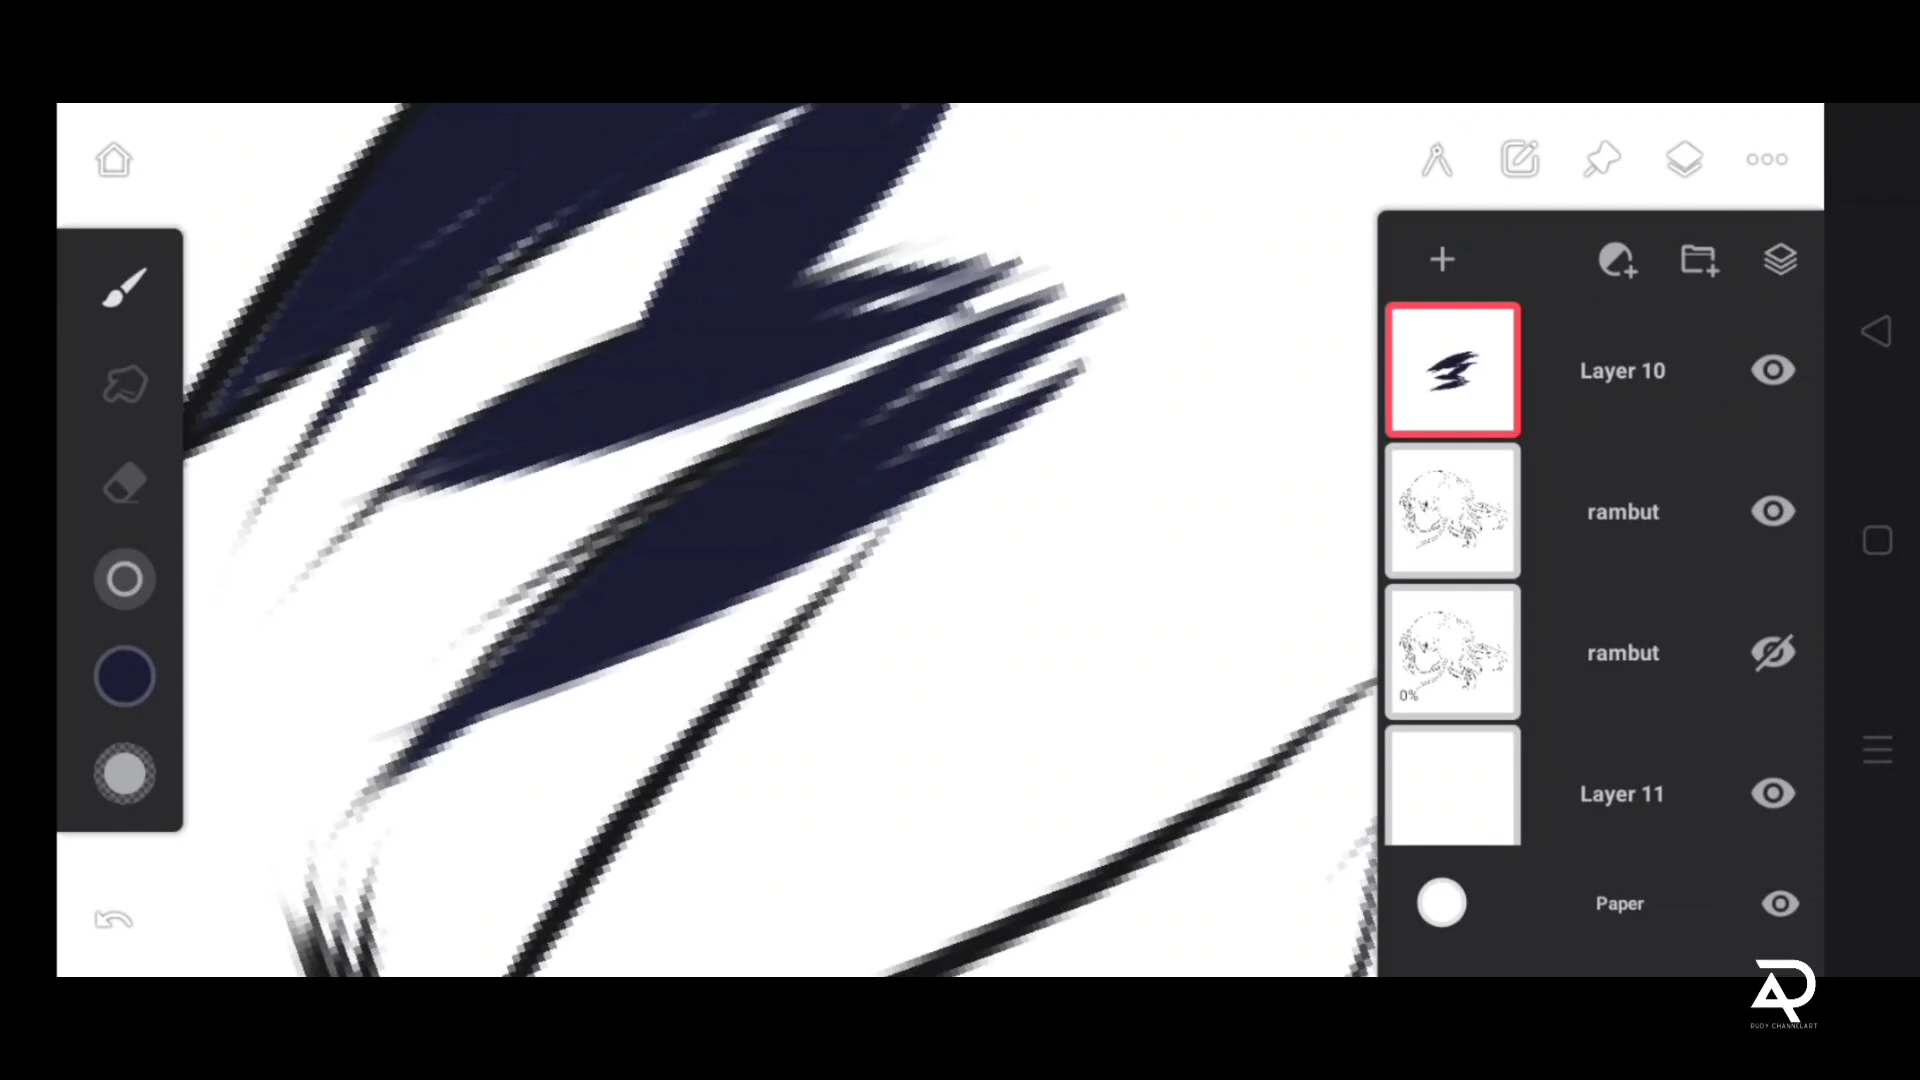 Layer 10
rambut
rambut
0%
Layer 11
Paper
RUDY CHANNELART